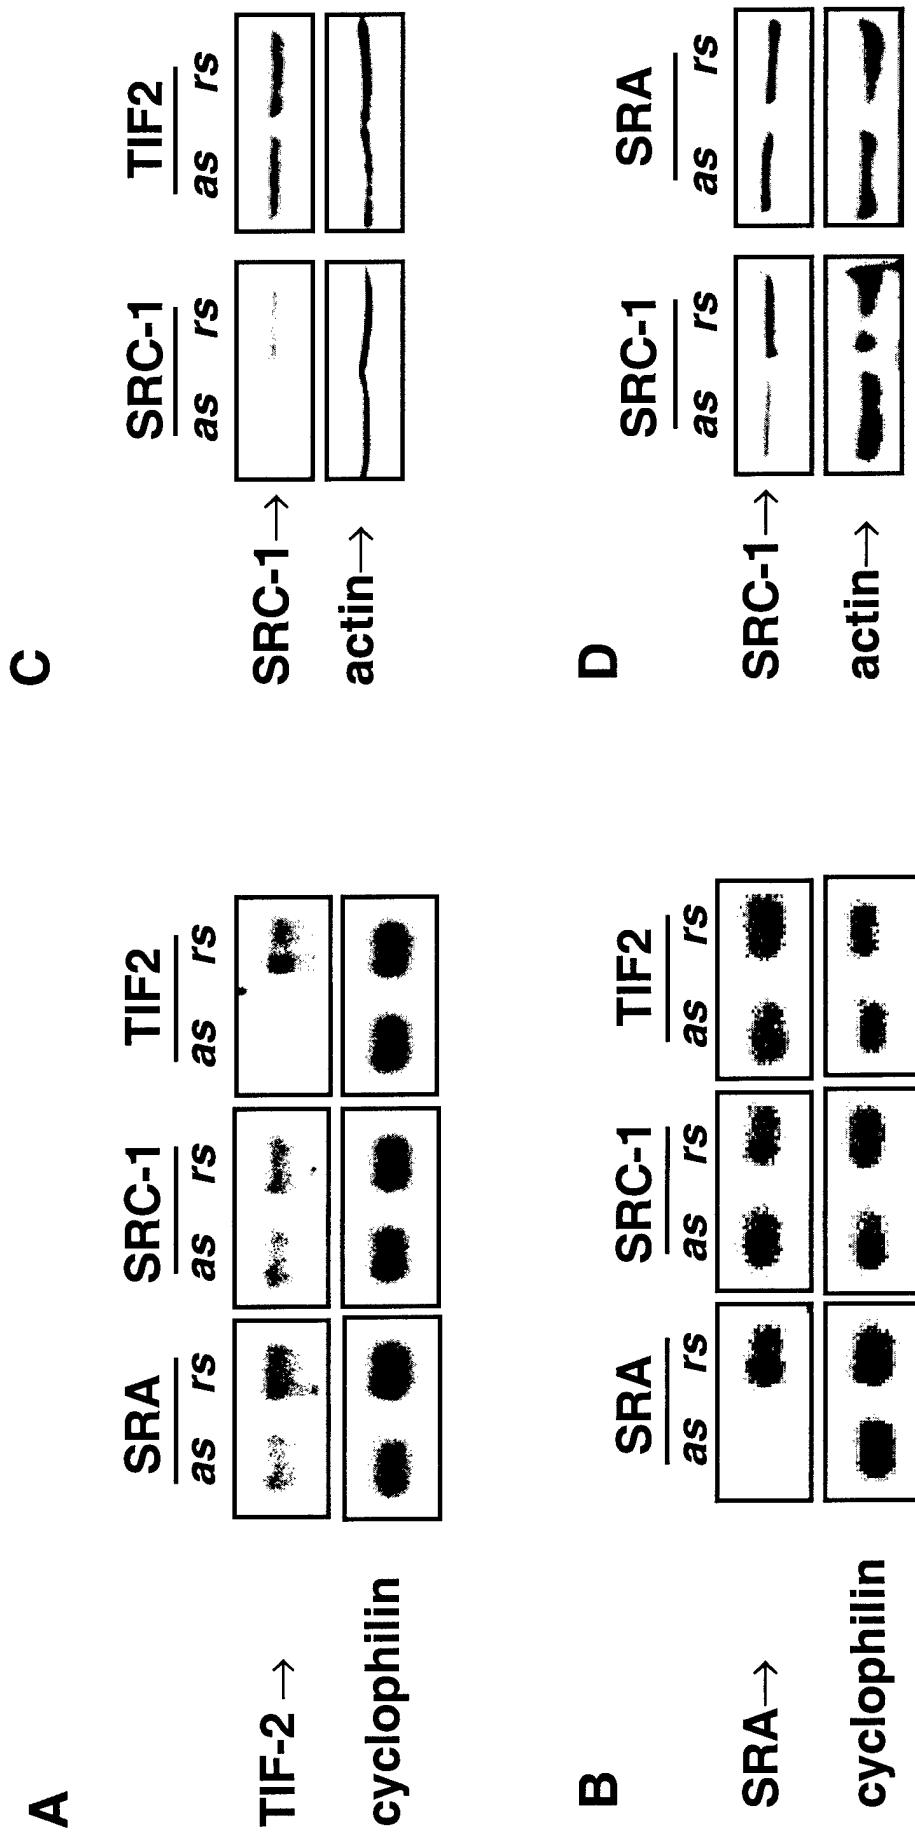 A
SRA SRC-1 TIF2
as rs as rs as rs
TIF-2→
cyclophilin
B
SRA SRC-1 TIF2
as rs as rs as rs
SRA→
cyclophilin
C
SRC-1 TIF2
as rs as rs
SRC-1→
actin→
D
SRC-1 SRA
as rs as rs
SRC-1→
actin→